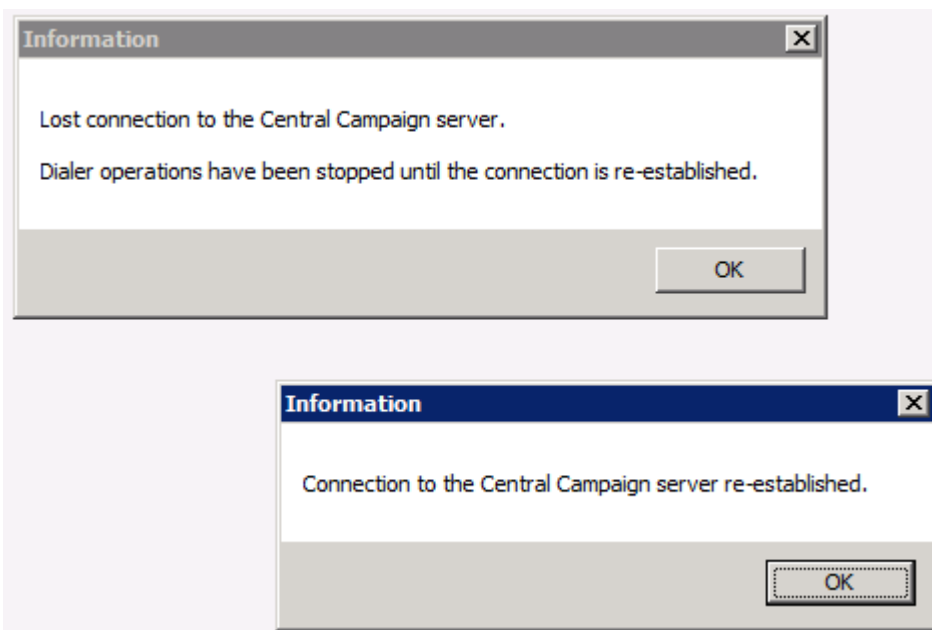 Information
Lost connection to the Central Campaign server.
Dialer operations have been stopped until the connection is re-established.
OK
Information
Connection to the Central Campaign server re-established.
OK